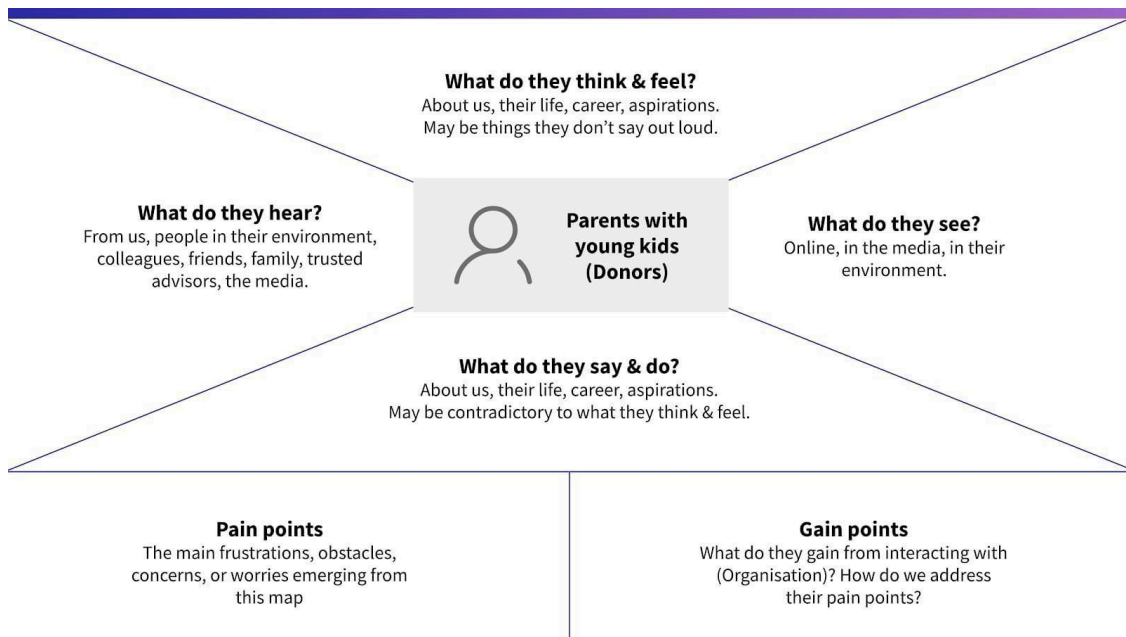 What do they think & feel?
About us, their life, career, aspirations.
May be things they don’t say out loud.
What do they hear?
From us, people in their environment,
colleagues, friends, family, trusted
advisors, the media.
Parents with
young kids
(Donors)
What do they see?
Online, in the media, in their
environment.
What do they say & do?
About us, their life, career, aspirations.
May be contradictory to what they think & feel.
Pain points
The main frustrations, obstacles,
concerns, or worries emerging from
this map
Gain points
What do they gain from interacting with
(Organisation)? How do we address
their pain points?